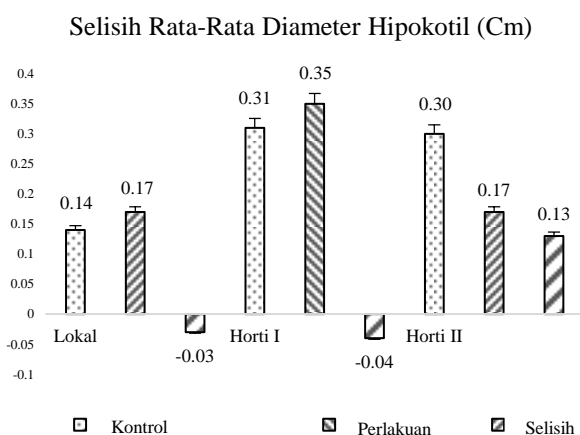 Selisih Rata-Rata Diameter Hipokotil (Cm)
0.4
0.35
0.3
0.25
0.2
0.15
0.1
0.05
0
-0.05
-0.1
0.14
0.17
-0.03
0.31
0.35
-0.04
0.30
0.17
0.13
Lokal
Horti I
Horti II
Kontrol
Perlakuan
Selisih